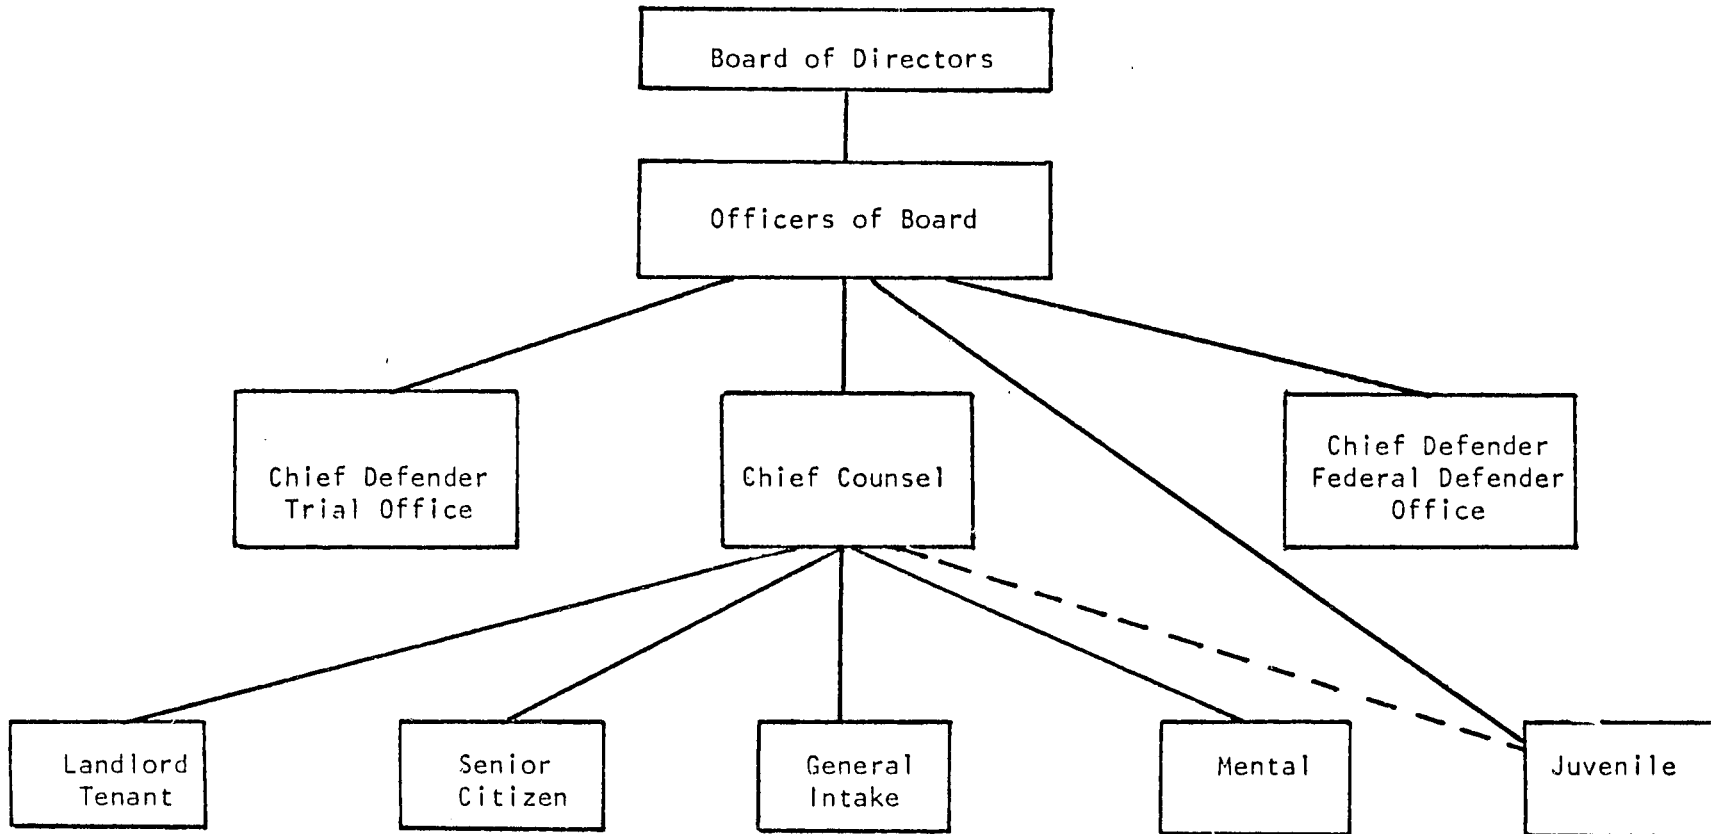 Board of Directors
Officers of Board
Chief Defender
Trial Office
Chief Counsel
Chief Defender
Federal Defender
Office
Landlord
Tenant
Senior
Citizen
General
Intake
Mental
Juvenile